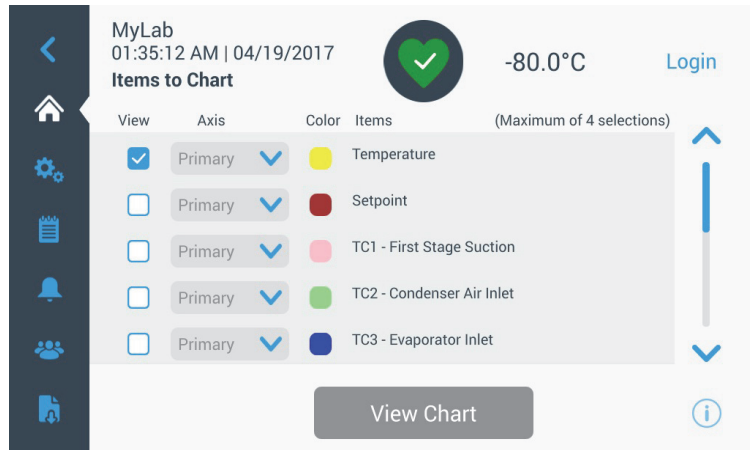 MyLab
01:35:12 AM | 04/19/2017
Items to Chart
-80.0°C
Login
View Axis Color Items (Maximum of 4 selections)
Primary Temperature
Primary Setpoint
Primary TC1 - First Stage Suction
Primary TC2 - Condenser Air Inlet
Primary TC3 - Evaporator Inlet
View Chart
i